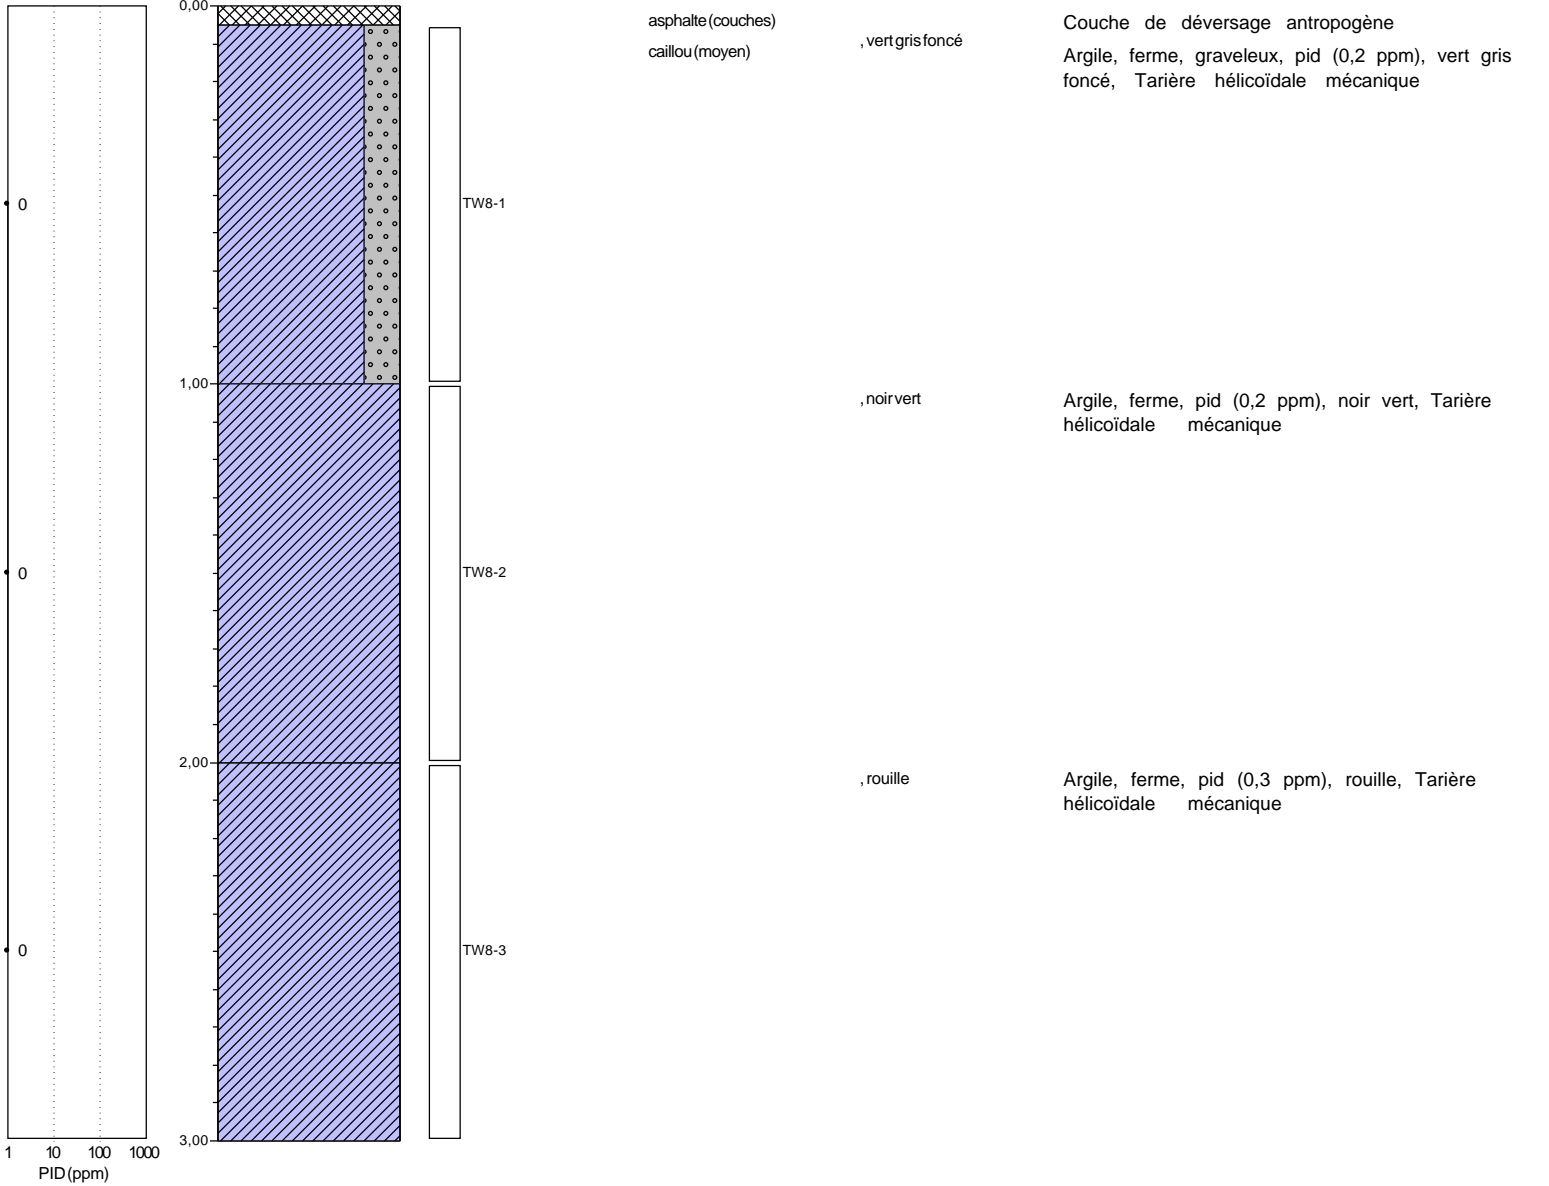 0,00
asphalte (couches)
Couche de déversage antropogène
, vert gris foncé
caillou (moyen)
Argile, ferme, graveleux, pid (0,2 ppm), vert gris
foncé, Tarière hélicoïdale mécanique
0
TW8-1
1,00
, noir vert
Argile, ferme, pid (0,2 ppm), noir vert, Tarière
hélicoïdale mécanique
0
TW8-2
2,00
, rouille
Argile, ferme, pid (0,3 ppm), rouille, Tarière
hélicoïdale mécanique
0
TW8-3
3,00
1 10 100 1000
PID (ppm)